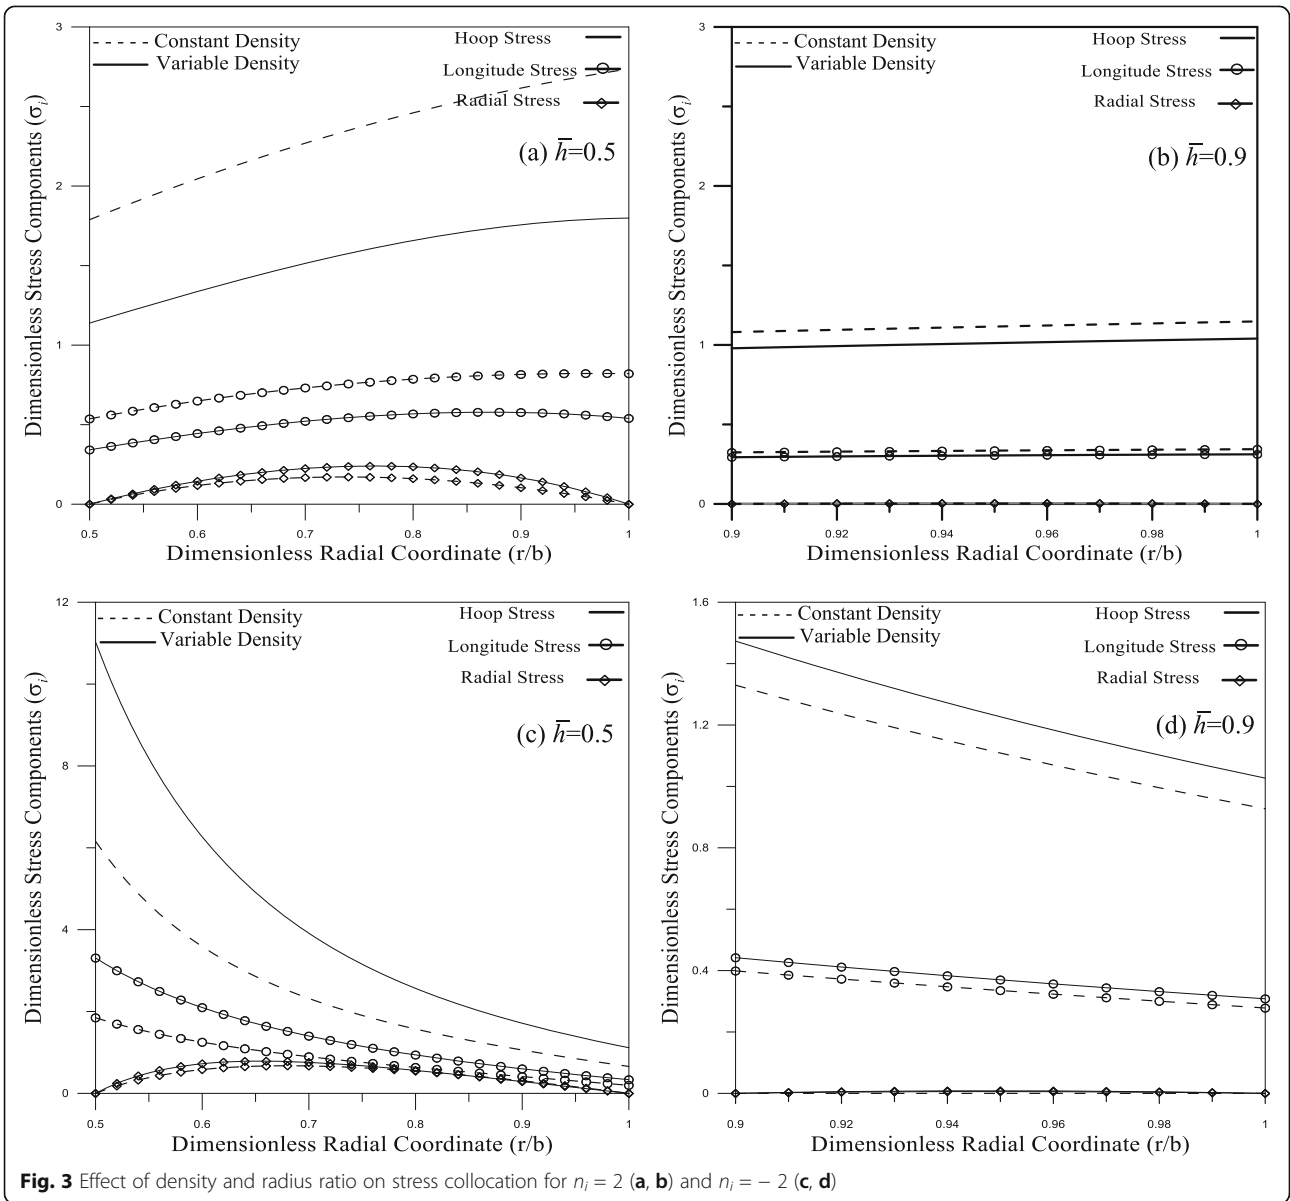 Constant Density
Variable Density
Hoop Stress
Longitude Stress
Radial Stress
(a) h̅=0.5
Dimensionless Stress Components (σᵢ)
3
2
1
0
0.5 0.6 0.7 0.8 0.9 1
Dimensionless Radial Coordinate (r/b)
Constant Density
Variable Density
Hoop Stress
Longitude Stress
Radial Stress
(b) h̅=0.9
Dimensionless Stress Components (σᵢ)
3
2
1
0
0.9 0.92 0.94 0.96 0.98 1
Dimensionless Radial Coordinate (r/b)
Constant Density
Variable Density
Hoop Stress
Longitude Stress
Radial Stress
(c) h̅=0.5
Dimensionless Stress Components (σᵢ)
12
8
4
0
0.5 0.6 0.7 0.8 0.9 1
Dimensionless Radial Coordinate (r/b)
Constant Density
Variable Density
Hoop Stress
Longitude Stress
Radial Stress
(d) h̅=0.9
Dimensionless Stress Components (σᵢ)
1.6
1.2
0.8
0.4
0
0.9 0.92 0.94 0.96 0.98 1
Dimensionless Radial Coordinate (r/b)
Fig. 3 Effect of density and radius ratio on stress collocation for nᵢ = 2 (a, b) and nᵢ = − 2 (c, d)